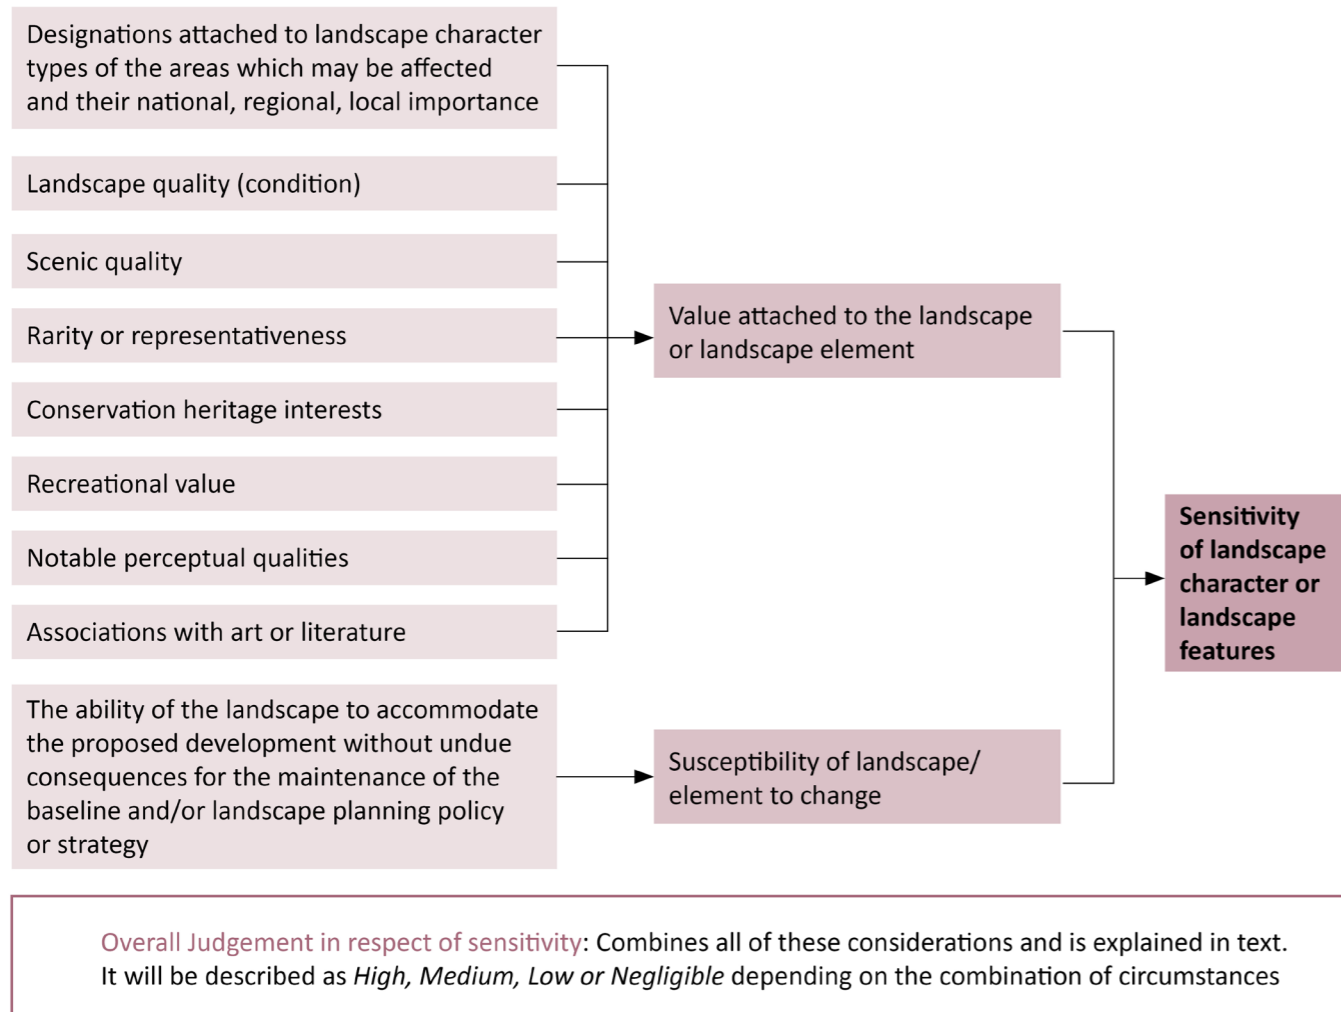 Designations attached to landscape character
types of the areas which may be affected
and their national, regional, local importance
Landscape quality (condition)
Scenic quality
Rarity or representativeness
Conservation heritage interests
Recreational value
Notable perceptual qualities
Associations with art or literature
The ability of the landscape to accommodate
the proposed development without undue
consequences for the maintenance of the
baseline and/or landscape planning policy
or strategy
Value attached to the landscape
or landscape element
Susceptibility of landscape/
element to change
Sensitivity
of landscape
character or
landscape
features
Overall Judgement in respect of sensitivity: Combines all of these considerations and is explained in text.
It will be described as High, Medium, Low or Negligible depending on the combination of circumstances